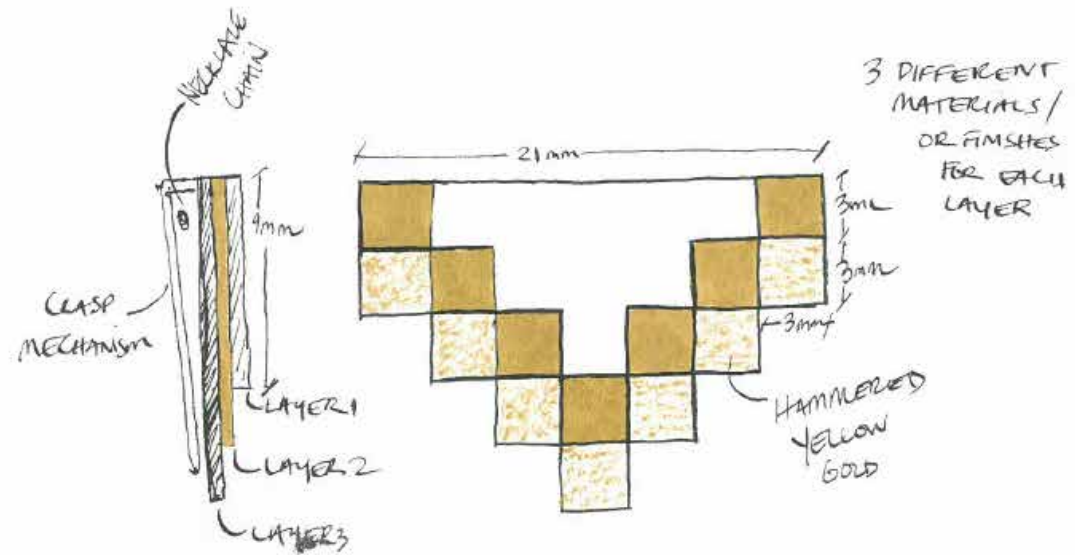 NECKLACE
CHAIN
3 DIFFERENT
MATERIALS/
OR FINISHES
FOR EACH
LAYER
21mm
9mm
3mm
3mm
3mm
CLASP
MECHANISM
HAMMERED
YELLOW
GOLD
LAYER 1
LAYER 2
LAYER 3